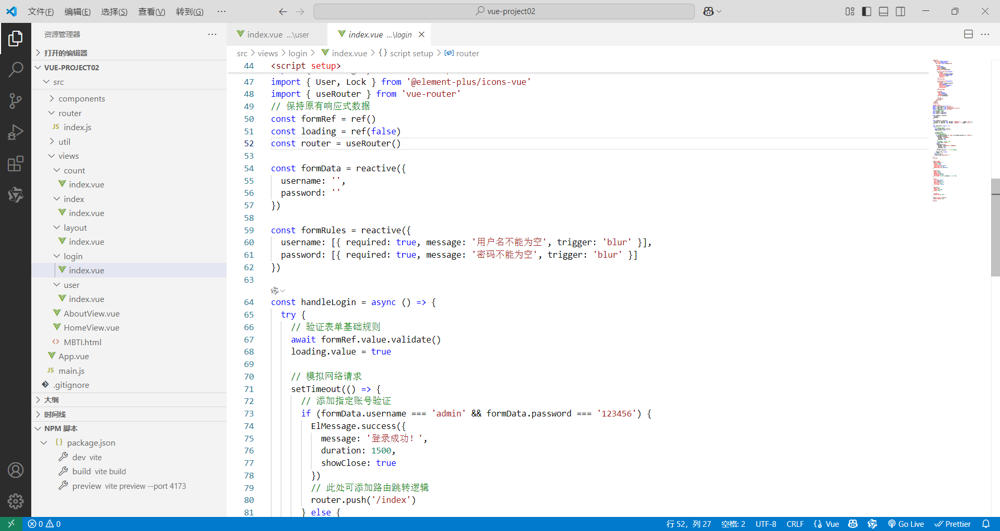 文件(F) 编辑(E) 选择(S) 查看(V) 转到(G) ··· vue-project02
资源管理器
打开的编辑器
VUE-PROJECT02
src
components
router
JS index.js
util
views
count
index.vue
index
index.vue
layout
index.vue
login
index.vue
user
index.vue
AboutView.vue
HomeView.vue
MBTI.html
App.vue
JS main.js
.gitignore
大纲
时间线
NPM 脚本
{} package.json
dev vite
build vite build
preview vite preview --port 4173
index.vue ...\user index.vue ...\login
src > views > login > index.vue > {} script setup > router
44 <script setup>
47 import { User, Lock } from '@element-plus/icons-vue'
48 import { useRouter } from 'vue-router'
49 // 保持原有响应式数据
50 const formRef = ref()
51 const loading = ref(false)
52 const router = useRouter()
53
54 const formData = reactive({
55 username: '',
56 password: ''
57 })
58
59 const formRules = reactive({
60 username: [{ required: true, message: '用户名不能为空', trigger: 'blur' }],
61 password: [{ required: true, message: '密码不能为空', trigger: 'blur' }]
62 })
63
64 const handleLogin = async () => {
65 try {
66 // 验证表单基础规则
67 await formRef.value.validate()
68 loading.value = true
69
70 // 模拟网络请求
71 setTimeout(() => {
72 // 添加指定账号验证
73 if (formData.username === 'admin' && formData.password === '123456') {
74 ElMessage.success({
75 message: '登录成功！',
76 duration: 1500,
77 showClose: true
78 })
79 // 此处可添加路由跳转逻辑
80 router.push('/index')
81 } else {
0 0 行 52，列 27 空格: 2 UTF-8 CRLF {} Vue Go Live Prettier